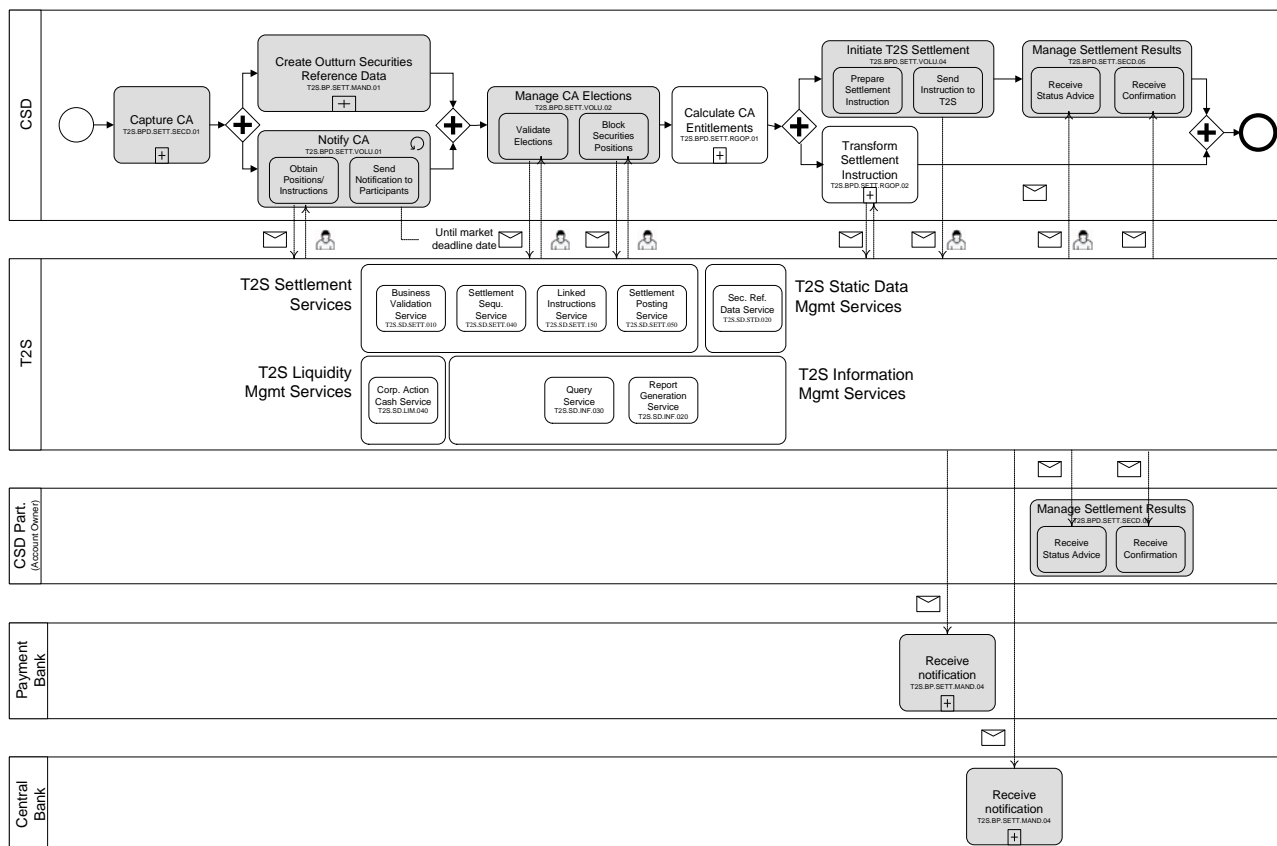 CSD
Capture CA
T2S.BPD.SETT.SECD.01
Create Outturn Securities
Reference Data
T2S.BP.SETT.MAND.01
Notify CA
T2S.BPD.SETT.VOLU.01
Obtain
Positions/
Instructions
Send
Notification to
Participants
Manage CA Elections
T2S.BPD.SETT.VOLU.02
Validate
Elections
Block
Securities
Positions
Calculate CA
Entitlements
T2S.BPD.SETT.RGOP.01
Initiate T2S Settlement
T2S.BPD.SETT.VOLU.04
Prepare
Settlement
Instruction
Send
Instruction to
T2S
Transform
Settlement
Instruction
T2S.BPD.SETT.RGOP.02
Manage Settlement Results
T2S.BPD.SETT.SECD.05
Receive
Status Advice
Receive
Confirmation
Until market
deadline date
T2S
T2S Settlement
Services
Business
Validation
Service
T2S.SD.SETT.010
Settlement
Sequ.
Service
T2S.SD.SETT.040
Linked
Instructions
Service
T2S.SD.SETT.150
Settlement
Posting
Service
T2S.SD.SETT.050
Sec. Ref.
Data Service
T2S.SD.STD.020
T2S Static Data
Mgmt Services
T2S Liquidity
Mgmt Services
Corp. Action
Cash Service
T2S.SD.LIM.040
Query
Service
T2S.SD.INF.030
Report
Generation
Service
T2S.SD.INF.020
T2S Information
Mgmt Services
CSD Part.
(Account Owner)
Manage Settlement Results
Receive
Status Advice
Receive
Confirmation
Payment
Bank
Receive
notification
T2S.BP.SETT.MAND.04
Central
Bank
Receive
notification
T2S.BP.SETT.MAND.04